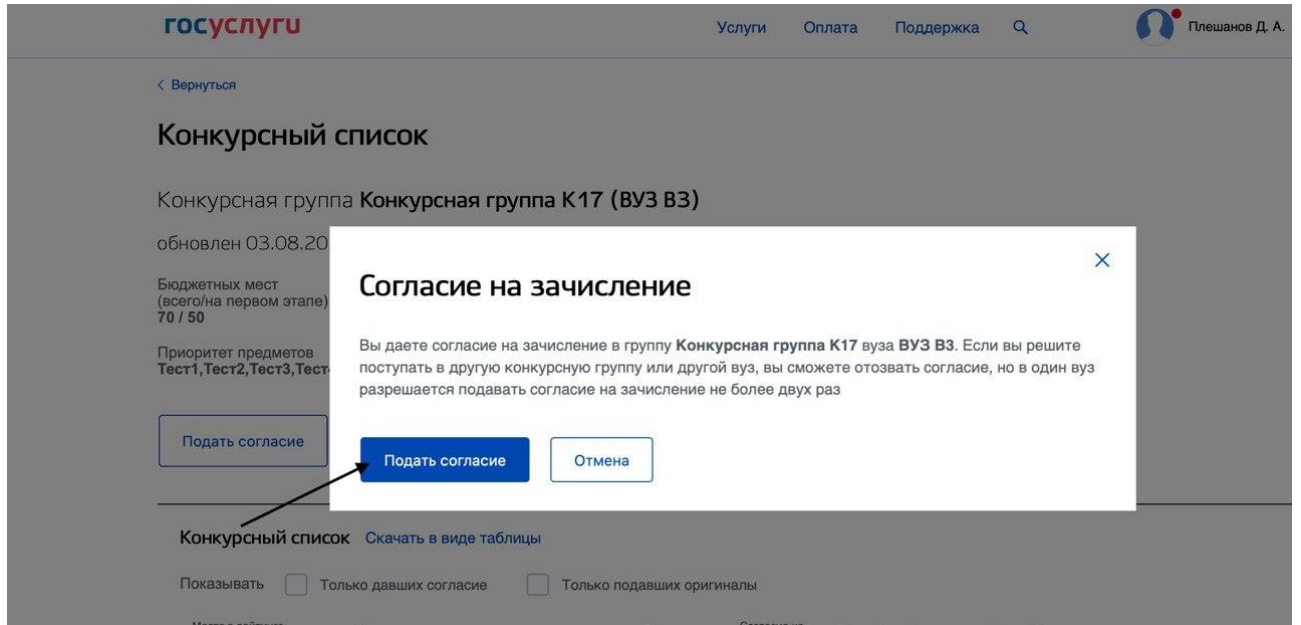 госуслуги
Услуги Оплата Поддержка Плешанов Д. А.
Вернуться
Конкурсный список
Конкурсная группа Конкурсная группа К17 (ВУЗ ВЗ)
обновлен 03.08.20
Бюджетных мест
(всего/на первом этапе)
70 / 50
Приоритет предметов
Тест1,Тест2,Тест3,Тест
Подать согласие
Согласие на зачисление
Вы даете согласие на зачисление в группу Конкурсная группа К17 вуза ВУЗ ВЗ. Если вы решите
поступать в другую конкурсную группу или другой вуз, вы сможете отозвать согласие, но в один вуз
разрешается подавать согласие на зачисление не более двух раз
Подать согласие Отмена
Конкурсный список Скачать в виде таблицы
Показывать Только давших согласие Только подавших оригиналы